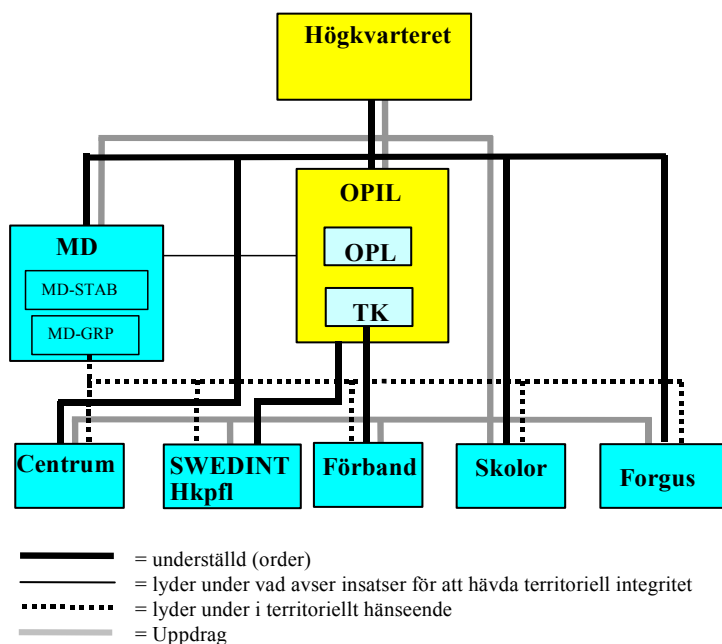 Högkvarteret
OPIL
MD
OPL
MD-STAB
TK
MD-GRP
Centrum
SWEDINT
Hkpfl
Förband
Skolor
Forgus
= underställd (order)
= lyder under vad avser insatser för att hävda territoriell integritet
= lyder under i territoriellt hänseende
= Uppdrag